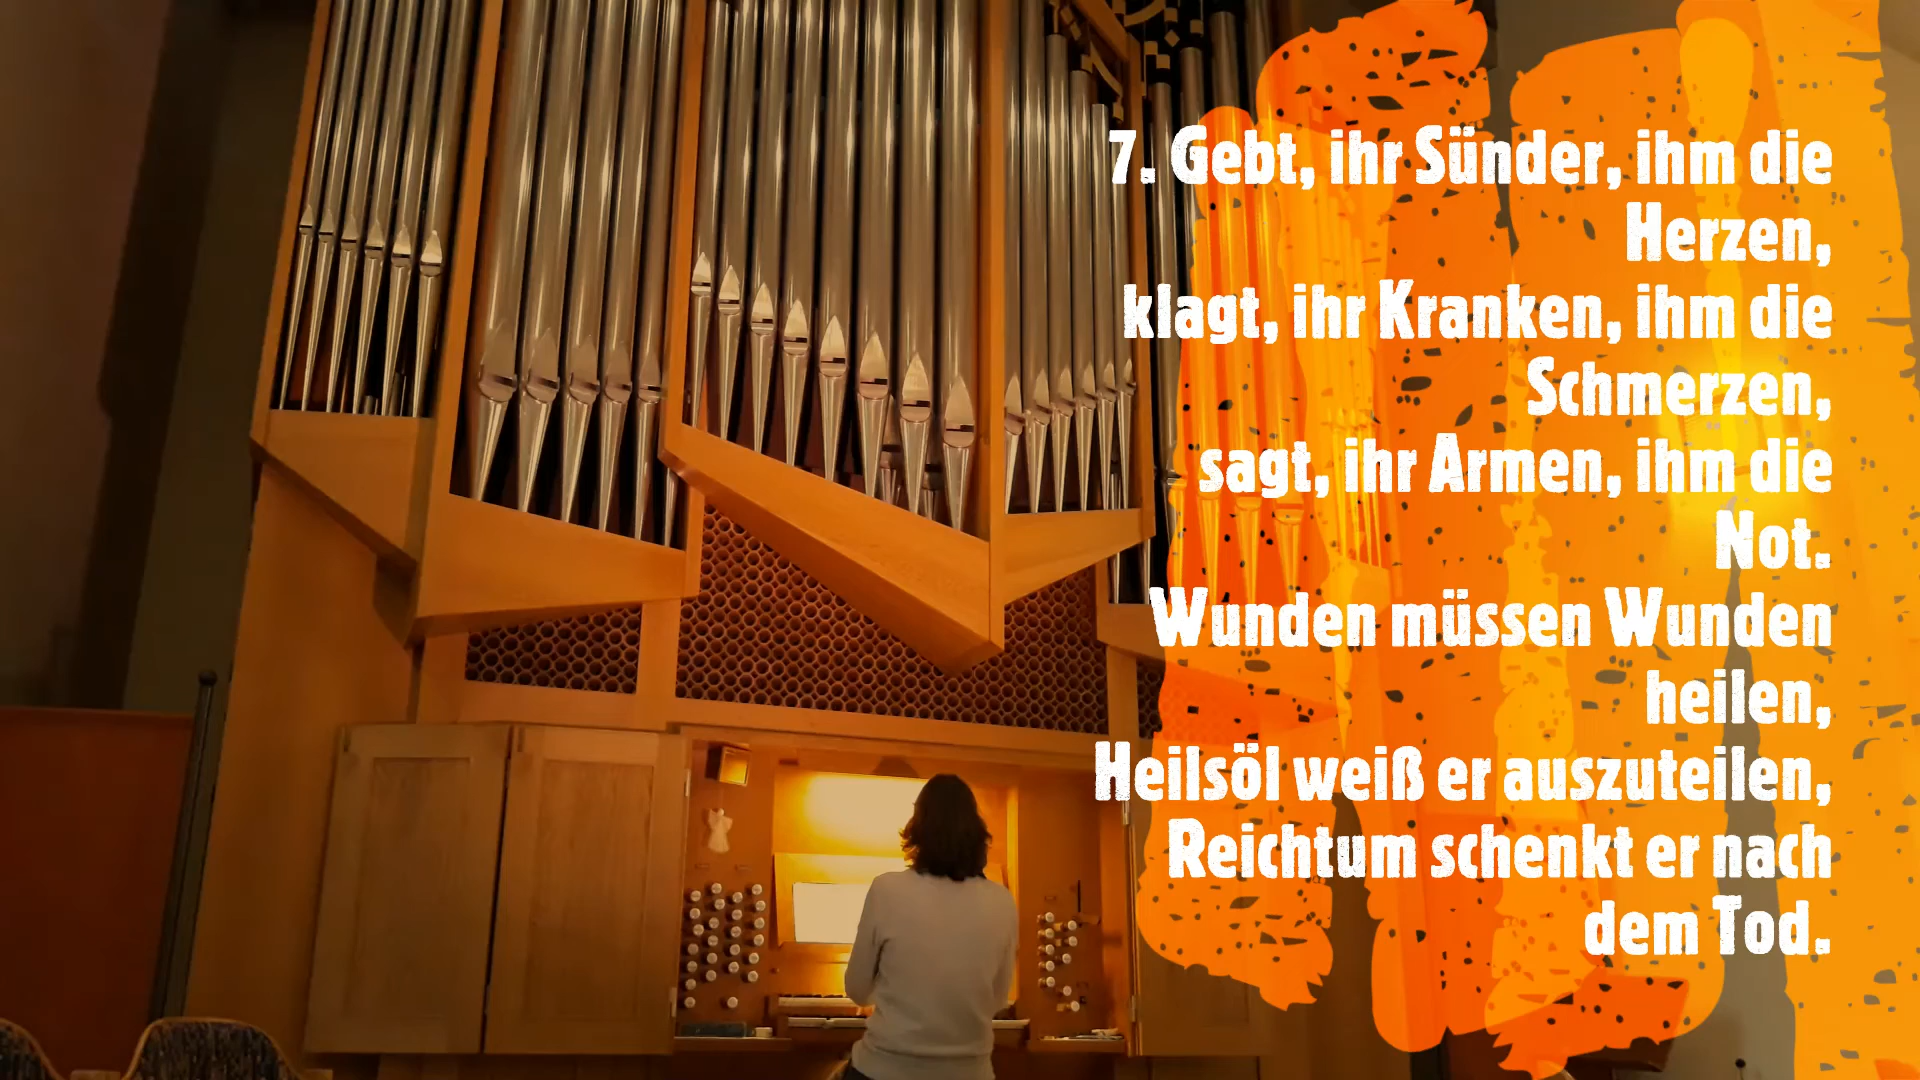 7. Gebt, ihr Sünder, ihm die
Herzen,
klagt, ihr Kranken, ihm die
Schmerzen,
sagt, ihr Armen, ihm die
Not.
Wunden müssen Wunden
heilen,
Heilsöl weiß er auszuteilen,
Reichtum schenkt er nach
dem Tod.